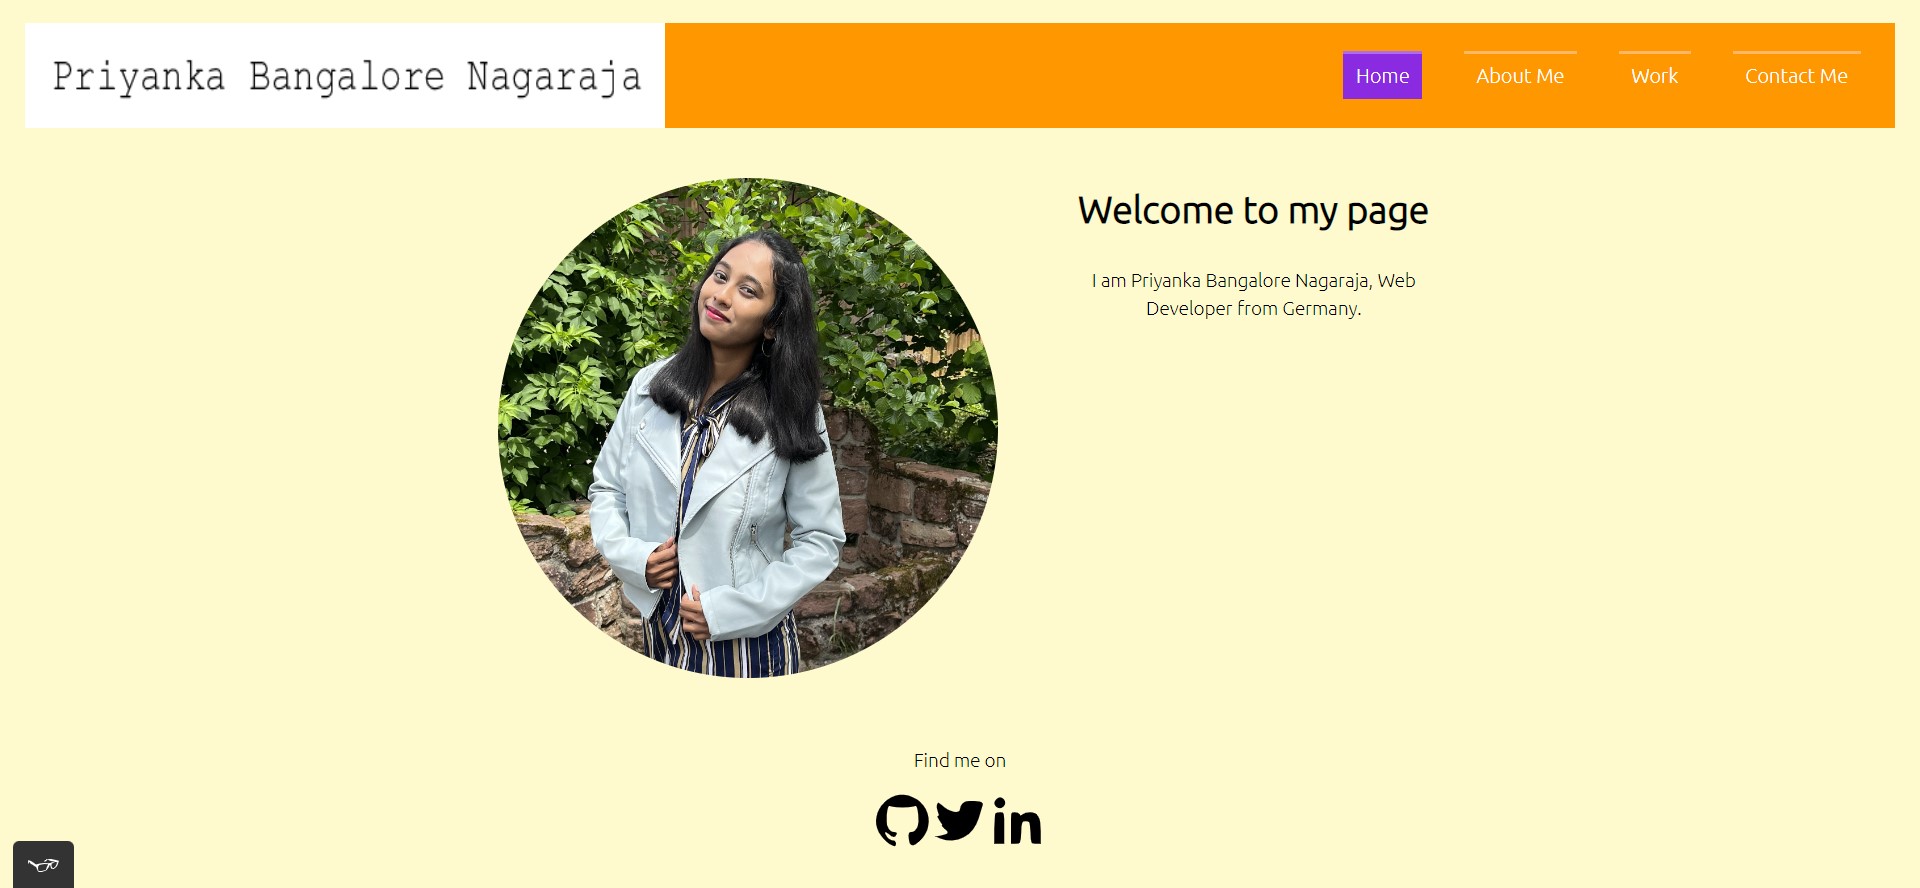 Priyanka Bangalore Nagaraja
Home
About Me
Work
Contact Me
Welcome to my page
I am Priyanka Bangalore Nagaraja, Web
Developer from Germany.
Find me on
in